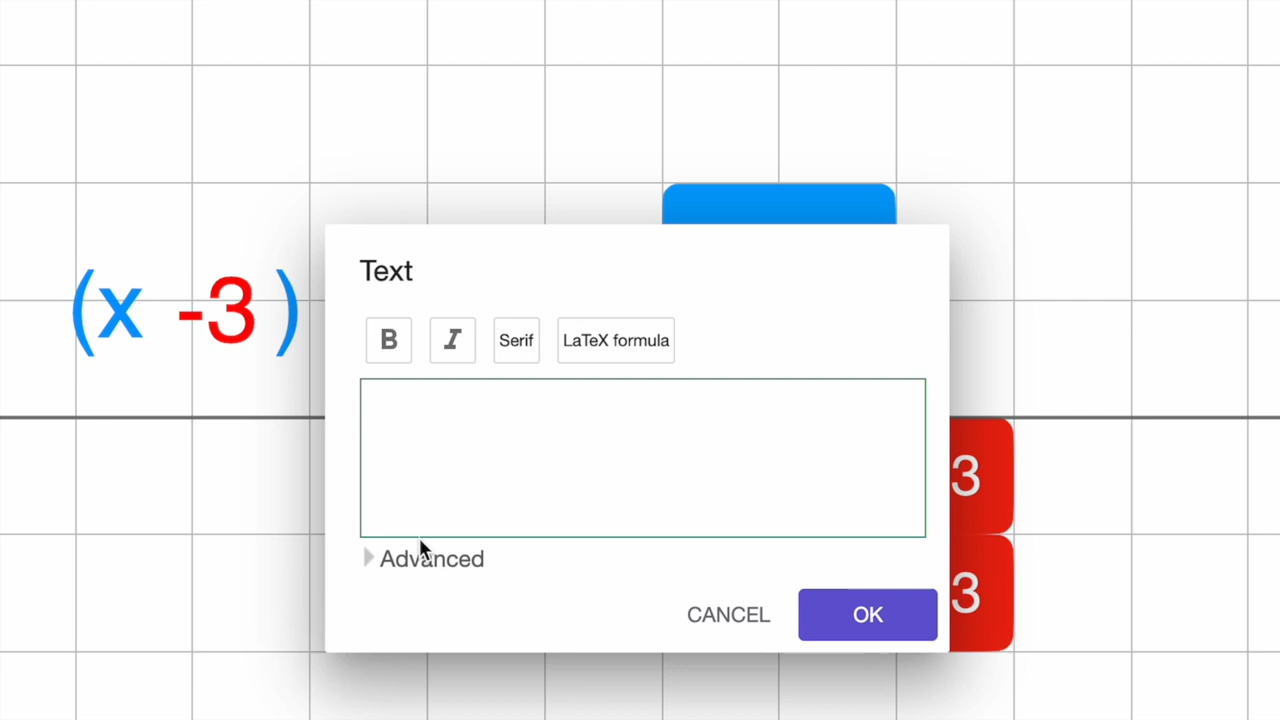 Text
B I Serif LaTeX formula
(x -3 )
3
Advanced
3
CANCEL OK